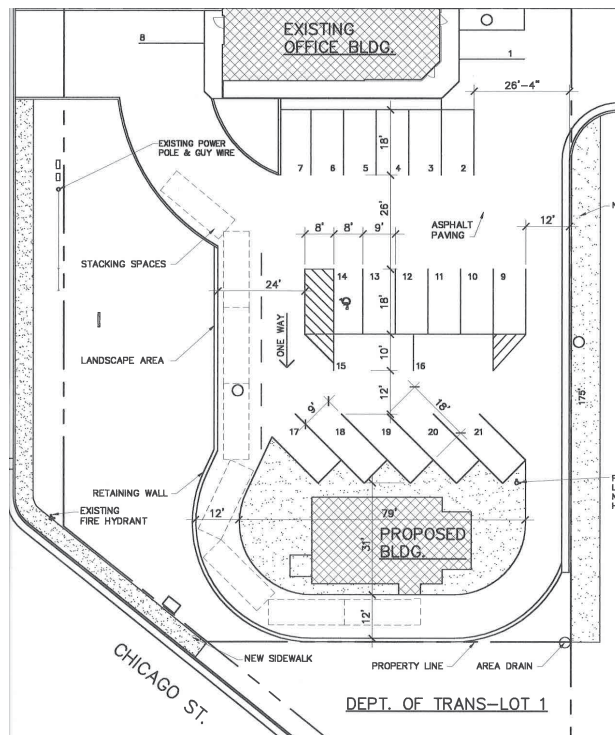 EXISTING
OFFICE BLDG.
8
1
26'-4"
EXISTING POWER
POLE & GUY WIRE
18'
7
6
5
4
3
2
26'
ASPHALT
PAVING
12'
8'
8'
9'
STACKING SPACES
24'
14
13
12
11
10
9
18'
ONE WAY
LANDSCAPE AREA
10'
15
16
175'
12'
9'
18'
17
18
19
20
21
RETAINING WALL
EXISTING
FIRE HYDRANT
12'
79'
PROPOSED
BLDG.
31'
12'
NEW SIDEWALK
PROPERTY LINE
AREA DRAIN
CHICAGO ST.
DEPT. OF TRANS-LOT 1